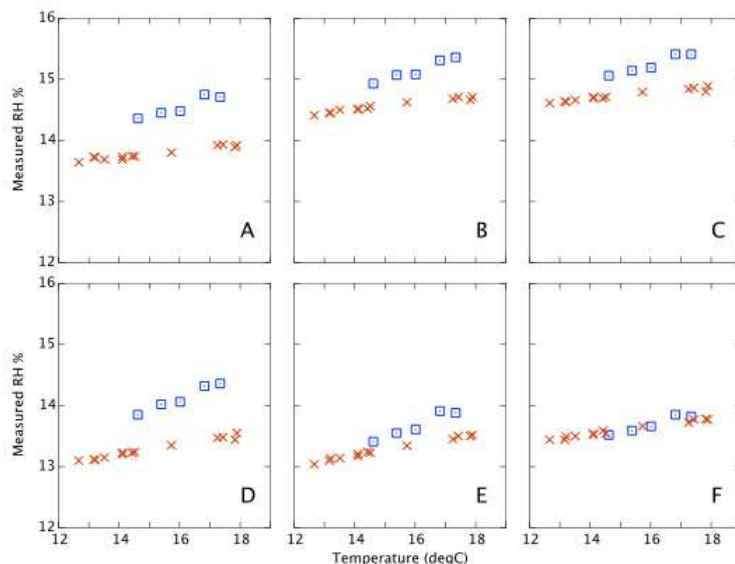 16
15
14
13
12
Measured RH %
A
B
C
16
15
14
13
12
Measured RH %
D
E
F
12 14 16 18 12 14 16 18 12 14 16 18
Temperature (degC)